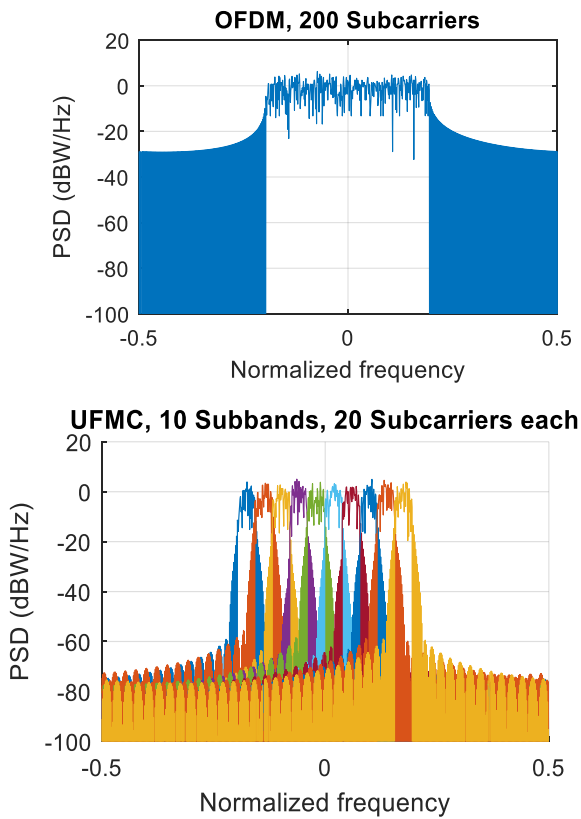 OFDM, 200 Subcarriers
20
0
-20
-40
-60
-80
-100
PSD (dBW/Hz)
-0.5 0 0.5
Normalized frequency
UFMC, 10 Subbands, 20 Subcarriers each
20
0
-20
-40
-60
-80
-100
PSD (dBW/Hz)
-0.5 0 0.5
Normalized frequency